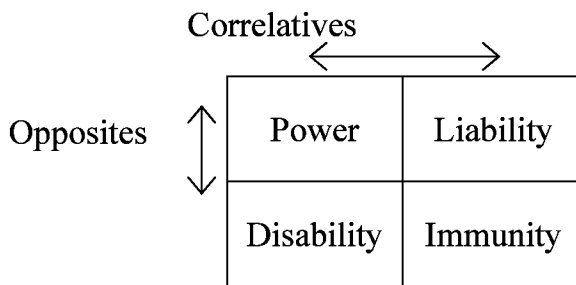 Correlatives
Opposites
Power
Liability
Disability
Immunity